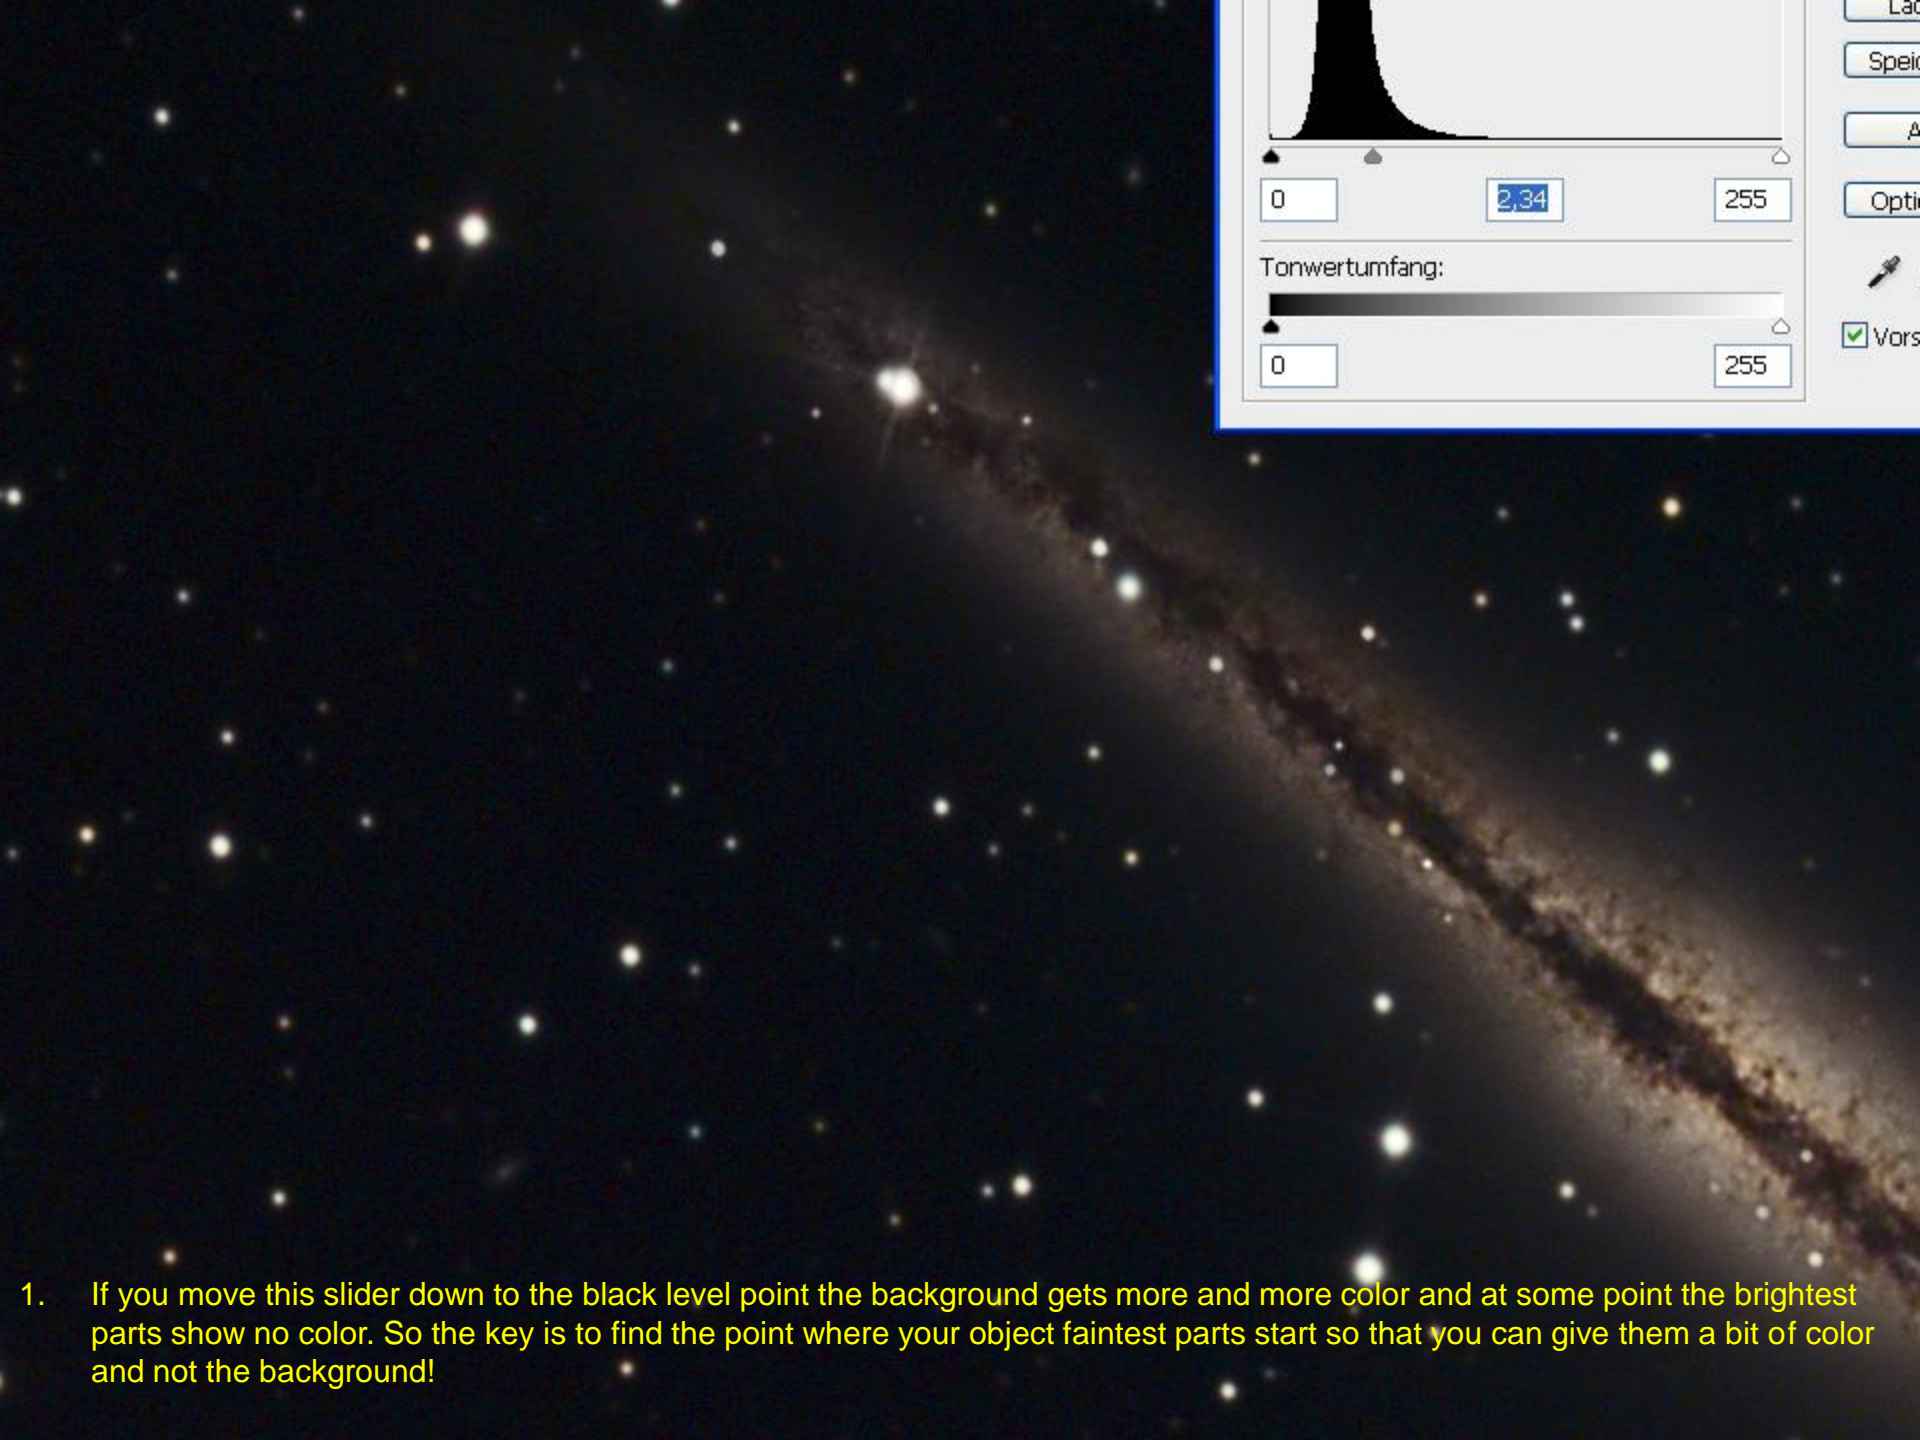 Lad
Speic
A
0 2,34 255 Opti
Tonwertumfang:
Vors
0 255
1. If you move this slider down to the black level point the background gets more and more color and at some point the brightest
parts show no color. So the key is to find the point where your object faintest parts start so that you can give them a bit of color
and not the background!